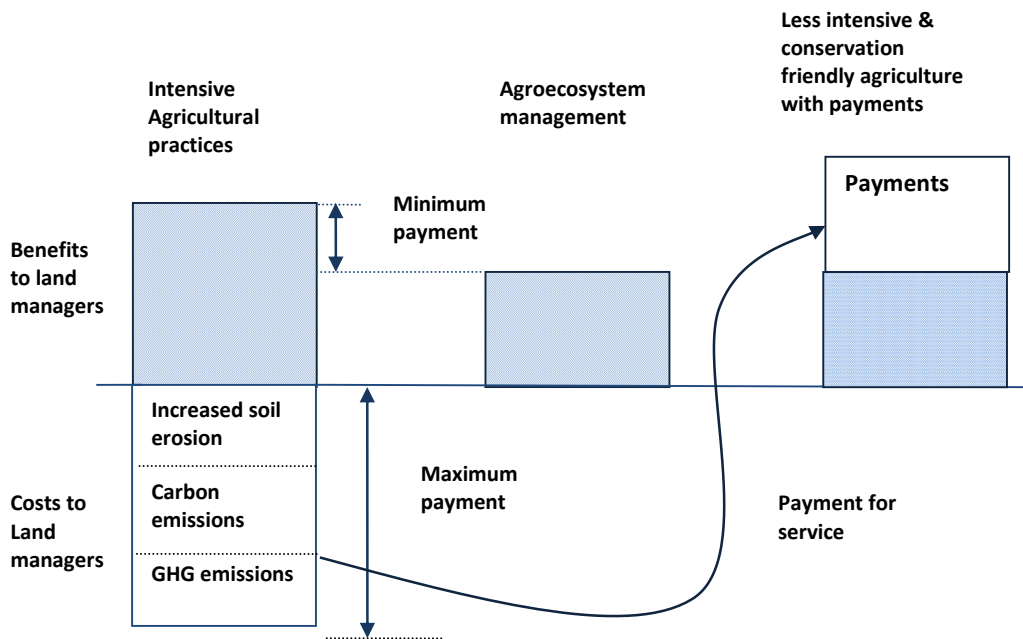 Less intensive &
conservation
friendly agriculture
with payments
Intensive
Agricultural
practices
Agroecosystem
management
Payments
Minimum
payment
Benefits
to land
managers
Increased soil
erosion
Carbon
emissions
GHG emissions
Maximum
payment
Costs to
Land
managers
Payment for
service